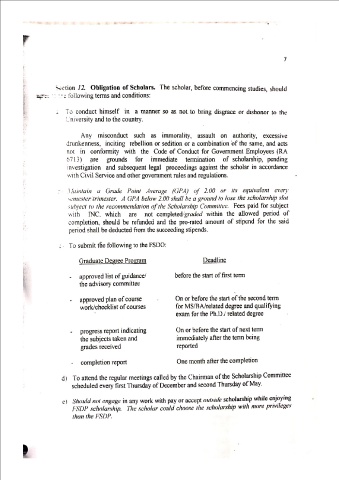 7
Section 12. Obligation of Scholars. The scholar, before commencing studies, should
following terms and conditions:
To conduct himself in a manner so as not to bring disgrace or dishonor to the
University and to the country.
Any misconduct such as immorality, assault on authority, excessive
drunkenness, inciting rebellion or sedition or a combination of the same, and acts
not in conformity with the Code of Conduct for Government Employees (RA
6713) are grounds for immediate termination of scholarship, pending
investigation and subsequent legal proceedings against the scholar in accordance
with Civil Service and other government rules and regulations.
Maintain a Grade Point Average (GPA) of 2.00 or its equivalent every
semester/trimester. A GPA below 2.00 shall be a ground to lose the scholarship slot
subject to the recommendation of the Scholarship Committee. Fees paid for subject
with INC, which are not completed/graded within the allowed period of
completion, should be refunded and the pro-rated amount of stipend for the said
period shall be deducted from the succeeding stipends.
To submit the following to the FSDO:
Graduate Degree Program Deadline
- approved list of guidance/ before the start of first term
the advisory committee
- approved plan of course On or before the start of the second term
work/checklist of courses for MS/MA/related degree and qualifying
exam for the Ph.D./ related degree
- progress report indicating On or before the start of next term
the subjects taken and immediately after the term being
grades received reported
- completion report One month after the completion
d) To attend the regular meetings called by the Chairman of the Scholarship Committee
scheduled every first Thursday of December and second Thursday of May.
e) Should not engage in any work with pay or accept outside scholarship while enjoying
FSDP scholarship. The scholar could choose the scholarship with more privileges
than the FSDP.